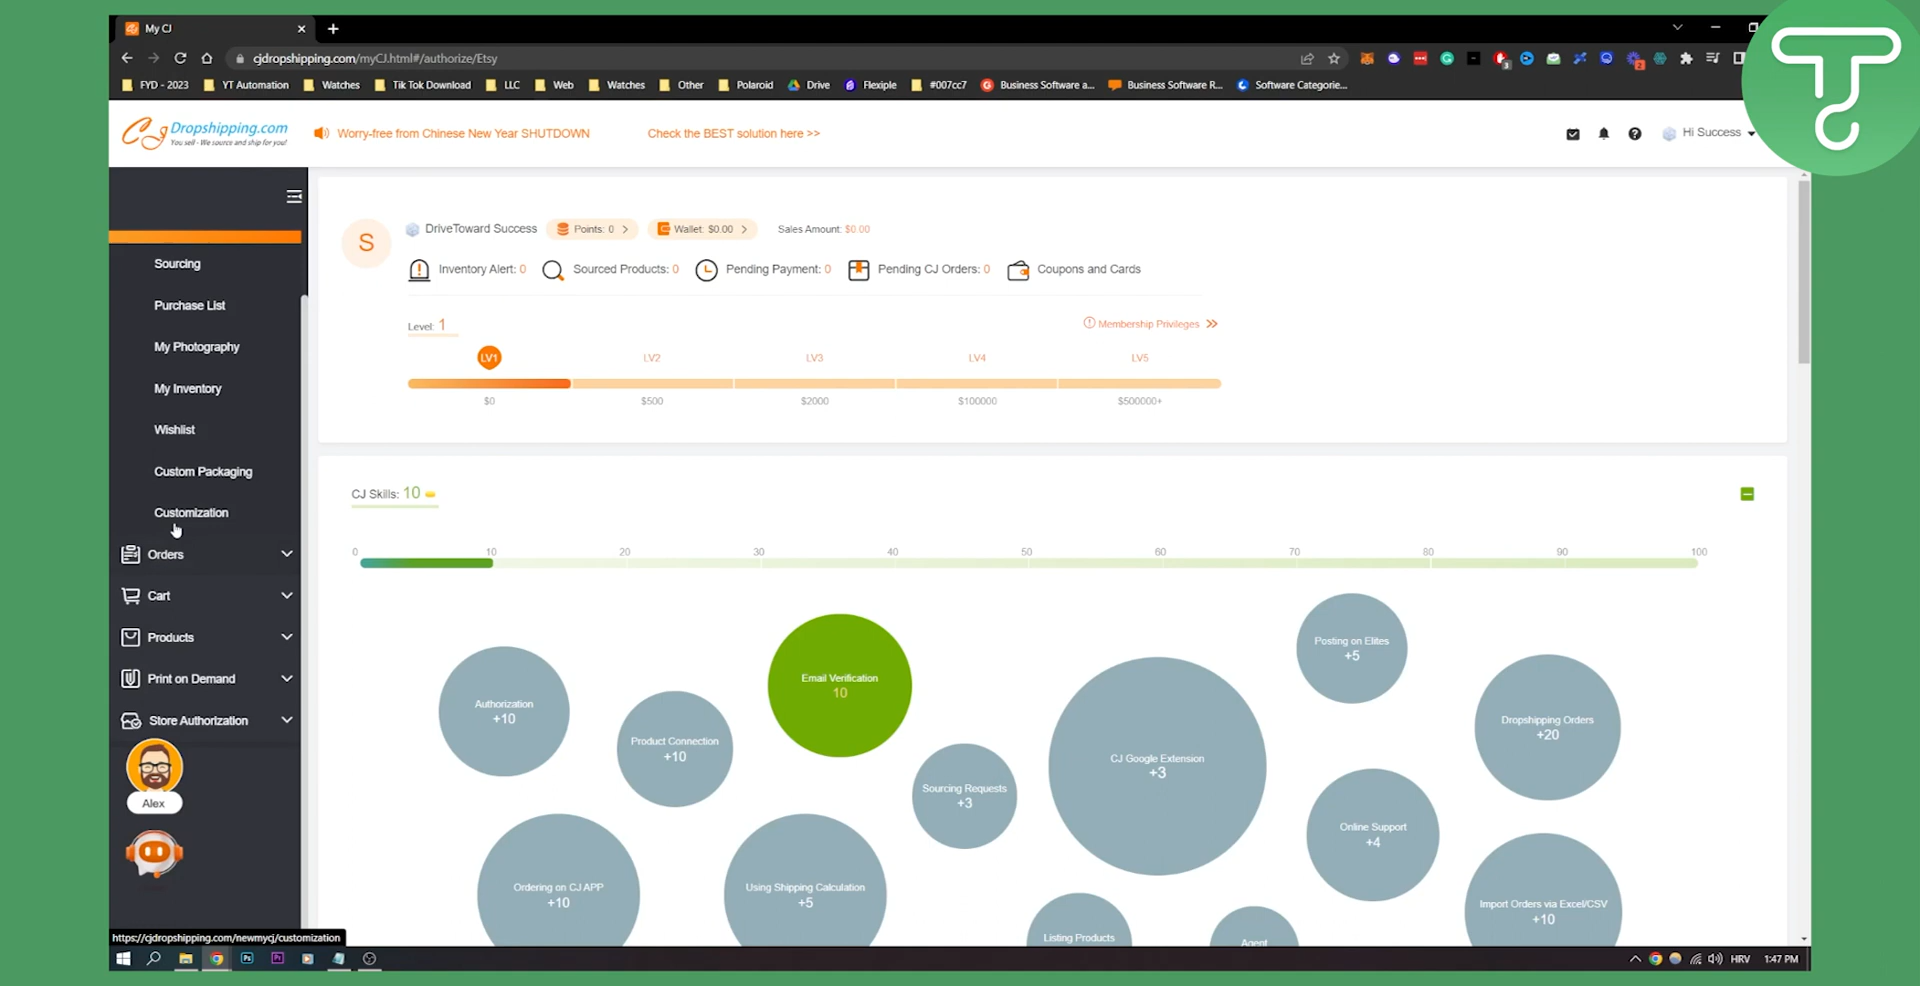 My CJ
cjdropshipping.com/myCJ.html#/authorize/Etsy
FYD - 2023 YT Automation Watches Tik Tok Download LLC Web Watches Other Polaroid Drive Flexiple #007cc7 Business Software a... Business Software R... Software Categorie...
CJ Dropshipping.com
You sell - We source and ship for you!
Worry-free from Chinese New Year SHUTDOWN
Check the BEST solution here >>
Hi Success
Sourcing
Purchase List
My Photography
My Inventory
Wishlist
Custom Packaging
Customization
Orders
Cart
Products
Print on Demand
Store Authorization
Alex
https://cjdropshipping.com/newmycj/customization
S
DriveToward Success
Points: 0 >
Wallet: $0.00 >
Sales Amount: $0.00
Inventory Alert: 0
Sourced Products: 0
Pending Payment: 0
Pending CJ Orders: 0
Coupons and Cards
Level: 1
Membership Privileges
LV1 LV2 LV3 LV4 LV5
$0 $500 $2000 $100000 $500000+
CJ Skills: 10
0 10 20 30 40 50 60 70 80 90 100
Posting on Elites
+5
Email Verification
10
Authorization
+10
Dropshipping Orders
+20
Product Connection
+10
CJ Google Extension
+3
Sourcing Requests
+3
Online Support
+4
Ordering on CJ APP
+10
Using Shipping Calculation
+5
Import Orders via Excel/CSV
+10
Listing Products
Agent
HRV
1:47 PM